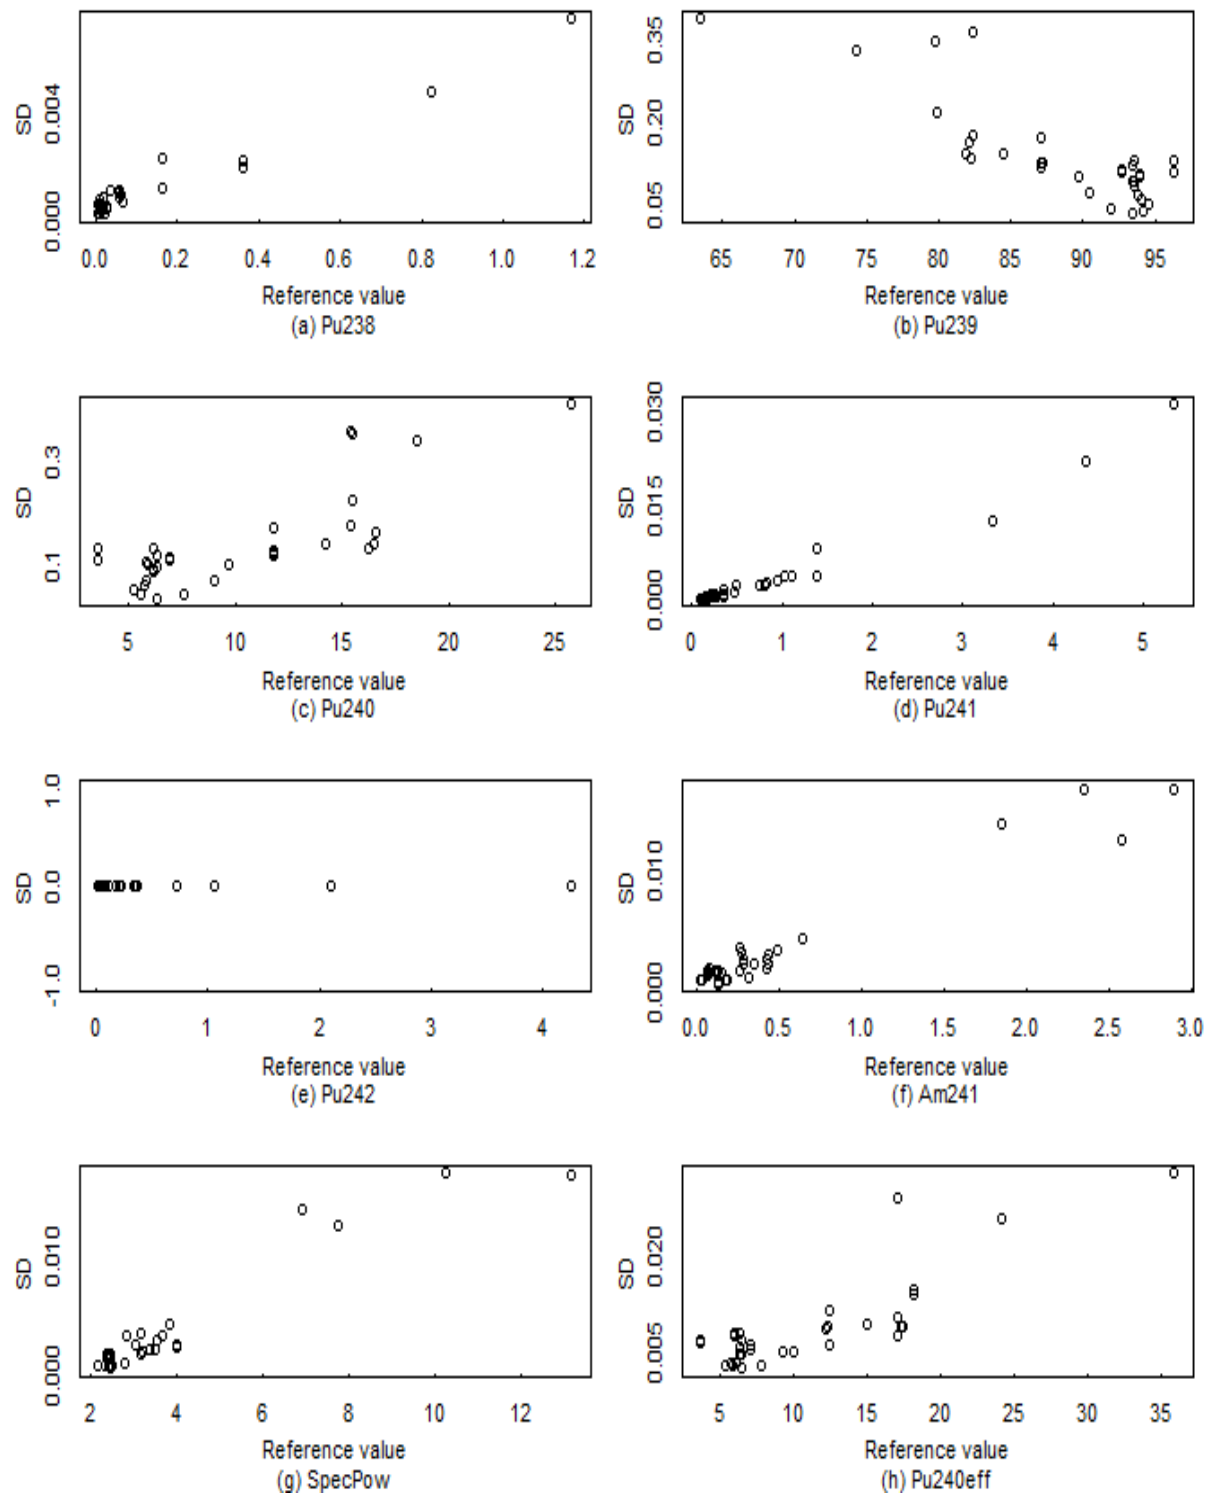 SD
0.004
0.000
0.0 0.2 0.4 0.6 0.8 1.0 1.2
Reference value
(a) Pu238
SD
0.35
0.20
0.05
65 70 75 80 85 90 95
Reference value
(b) Pu239
SD
0.3
0.1
5 10 15 20 25
Reference value
(c) Pu240
SD
0.030
0.015
0.000
0 1 2 3 4 5
Reference value
(d) Pu241
SD
1.0
0.0
-1.0
0 1 2 3 4
Reference value
(e) Pu242
SD
0.010
0.000
0.0 0.5 1.0 1.5 2.0 2.5 3.0
Reference value
(f) Am241
SD
0.010
0.000
2 4 6 8 10 12
Reference value
(g) SpecPow
SD
0.020
0.005
5 10 15 20 25 30 35
Reference value
(h) Pu240eff